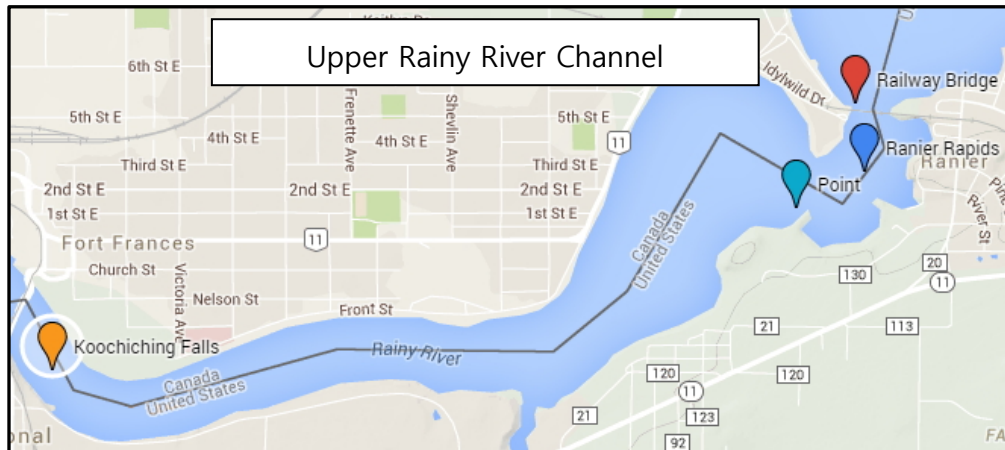 Upper Rainy River Channel
6th St E
Idylwild Dr
Railway Bridge
5th St E
Frenette Ave
Shevlin Ave
4th St E
4th St E
11
Ranier Rapids
Ranier
Third St E
Third St E
Point
2nd St E
2nd St E
2nd St E
1st St E
1st St E
River St
Fort Frances
11
Canada
United States
Church St
Victoria Ave
130
20
11
Nelson St
Front St
21
113
Koochiching Falls
Rainy River
Canada
United States
120
120
11
21
123
92